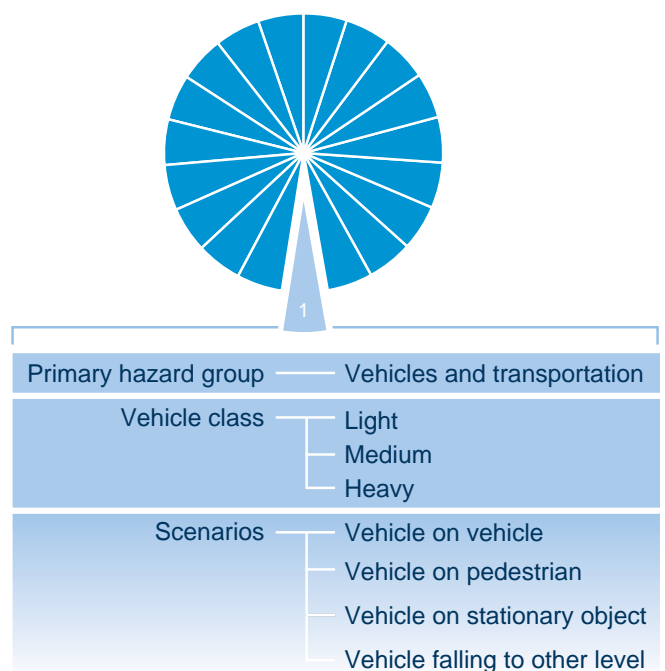 1
Primary hazard group Vehicles and transportation
Vehicle class Light
Medium
Heavy
Scenarios Vehicle on vehicle
Vehicle on pedestrian
Vehicle on stationary object
Vehicle falling to other level